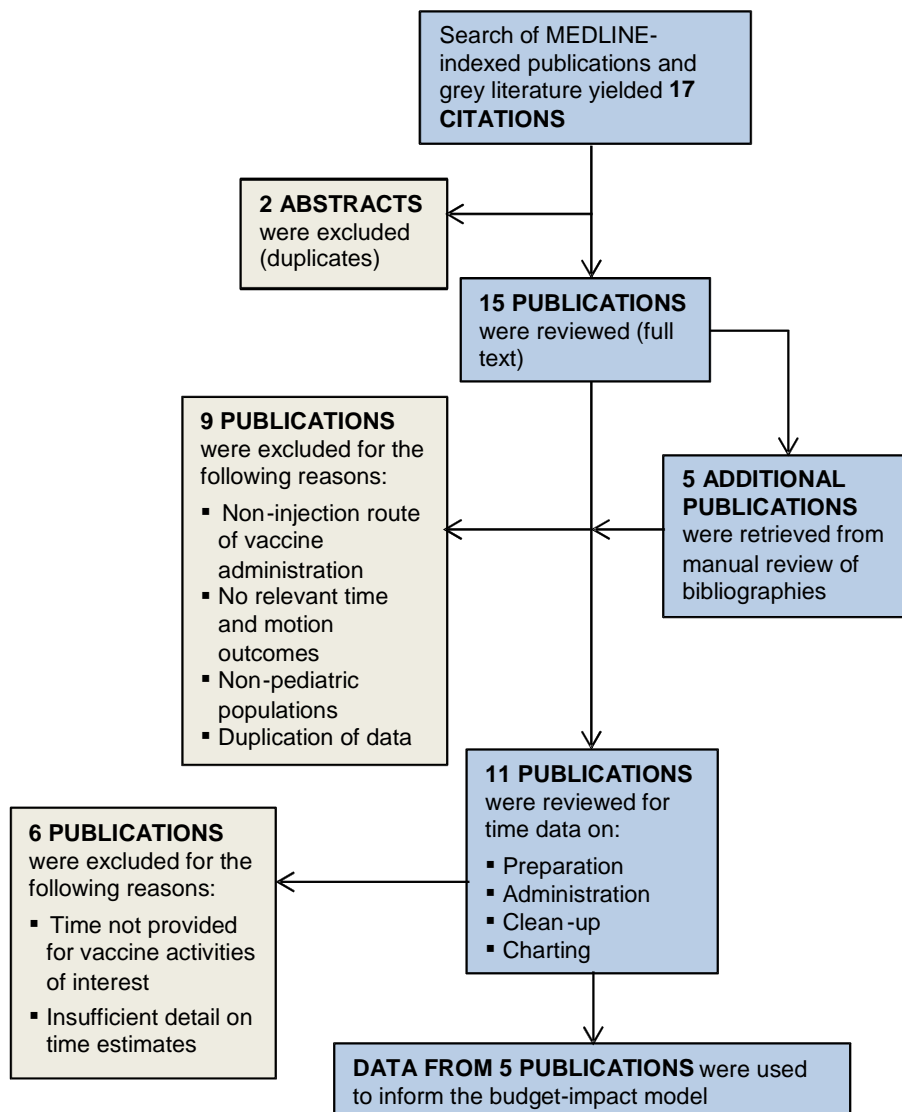 Search of MEDLINE-
indexed publications and
grey literature yielded 17
CITATIONS
2 ABSTRACTS
were excluded
(duplicates)
15 PUBLICATIONS
were reviewed (full
text)
9 PUBLICATIONS
were excluded for the
following reasons:
▪ Non-injection route
of vaccine
administration
▪ No relevant time
and motion
outcomes
▪ Non-pediatric
populations
▪ Duplication of data
5 ADDITIONAL
PUBLICATIONS
were retrieved from
manual review of
bibliographies
11 PUBLICATIONS
were reviewed for
time data on:
▪ Preparation
▪ Administration
▪ Clean-up
▪ Charting
6 PUBLICATIONS
were excluded for the
following reasons:
▪ Time not provided
for vaccine activities
of interest
▪ Insufficient detail on
time estimates
DATA FROM 5 PUBLICATIONS were used
to inform the budget-impact model